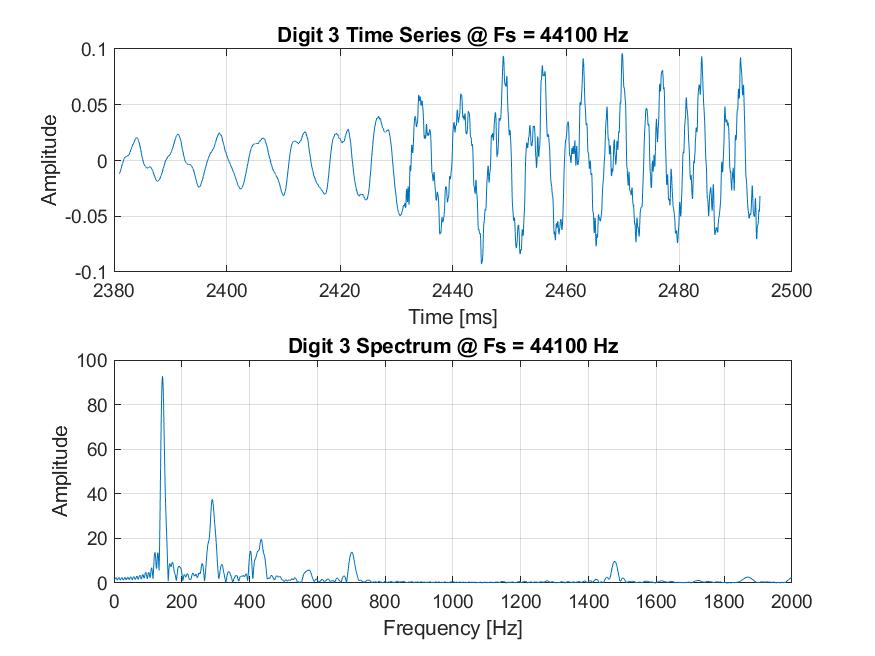 Digit 3 Time Series @ Fs = 44100 Hz
0.1
0.05
0
-0.05
-0.1
Amplitude
2380 2400 2420 2440 2460 2480 2500
Time [ms]
Digit 3 Spectrum @ Fs = 44100 Hz
100
80
60
40
20
0
Amplitude
0 200 400 600 800 1000 1200 1400 1600 1800 2000
Frequency [Hz]